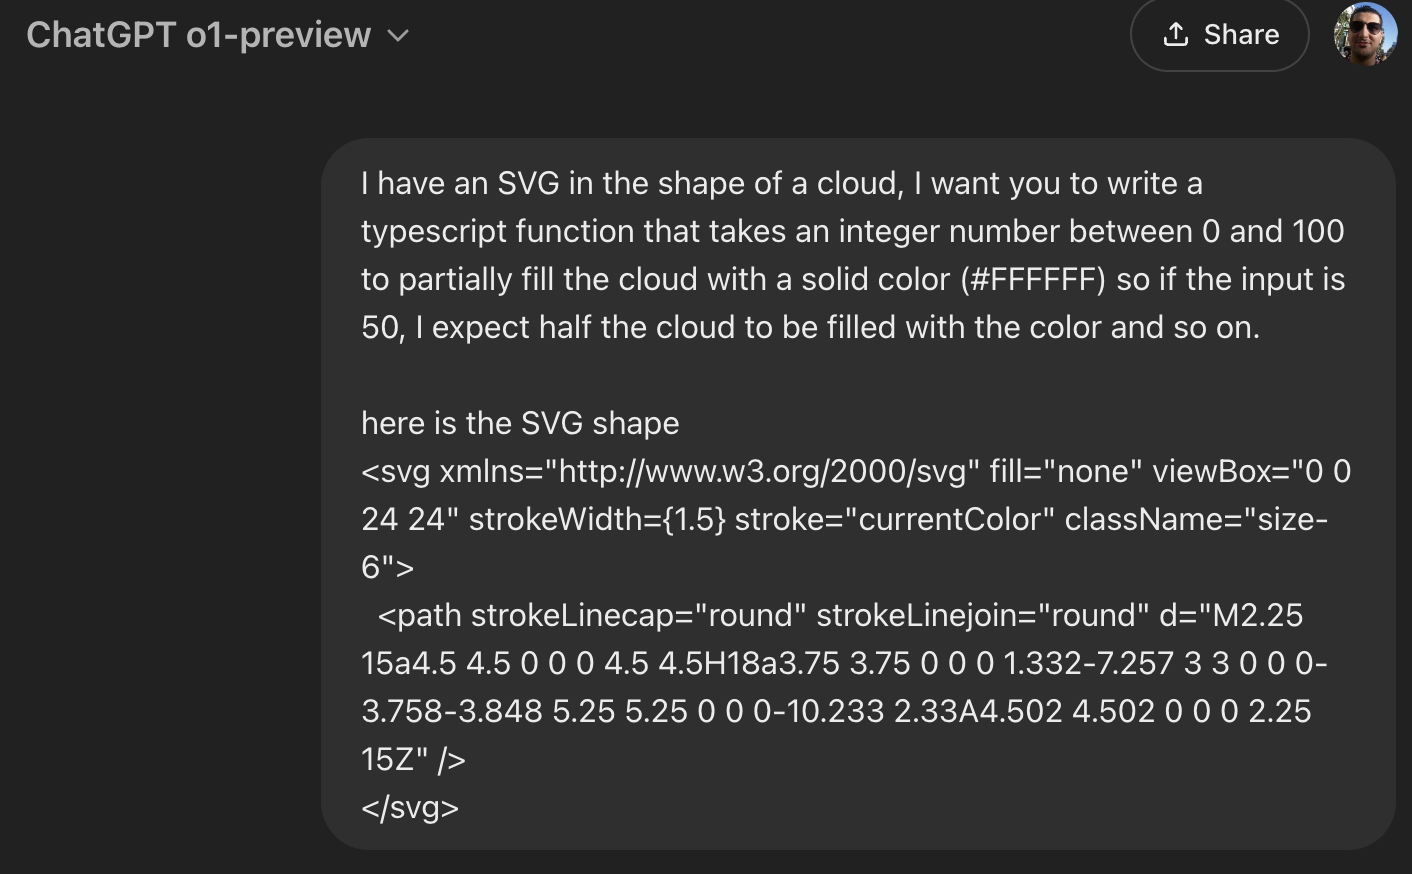 ChatGPT o1-preview
Share
I have an SVG in the shape of a cloud, I want you to write a
typescript function that takes an integer number between 0 and 100
to partially fill the cloud with a solid color (#FFFFFF) so if the input is
50, I expect half the cloud to be filled with the color and so on.
here is the SVG shape
<svg xmlns="http://www.w3.org/2000/svg" fill="none" viewBox="0 0
24 24" strokeWidth={1.5} stroke="currentColor" className="size-
6">
<path strokeLinecap="round" strokeLinejoin="round" d="M2.25
15a4.5 4.5 0 0 0 4.5 4.5H18a3.75 3.75 0 0 0 1.332-7.257 3 3 0 0 0-
3.758-3.848 5.25 5.25 0 0 0-10.233 2.33A4.502 4.502 0 0 0 2.25
15Z" />
</svg>